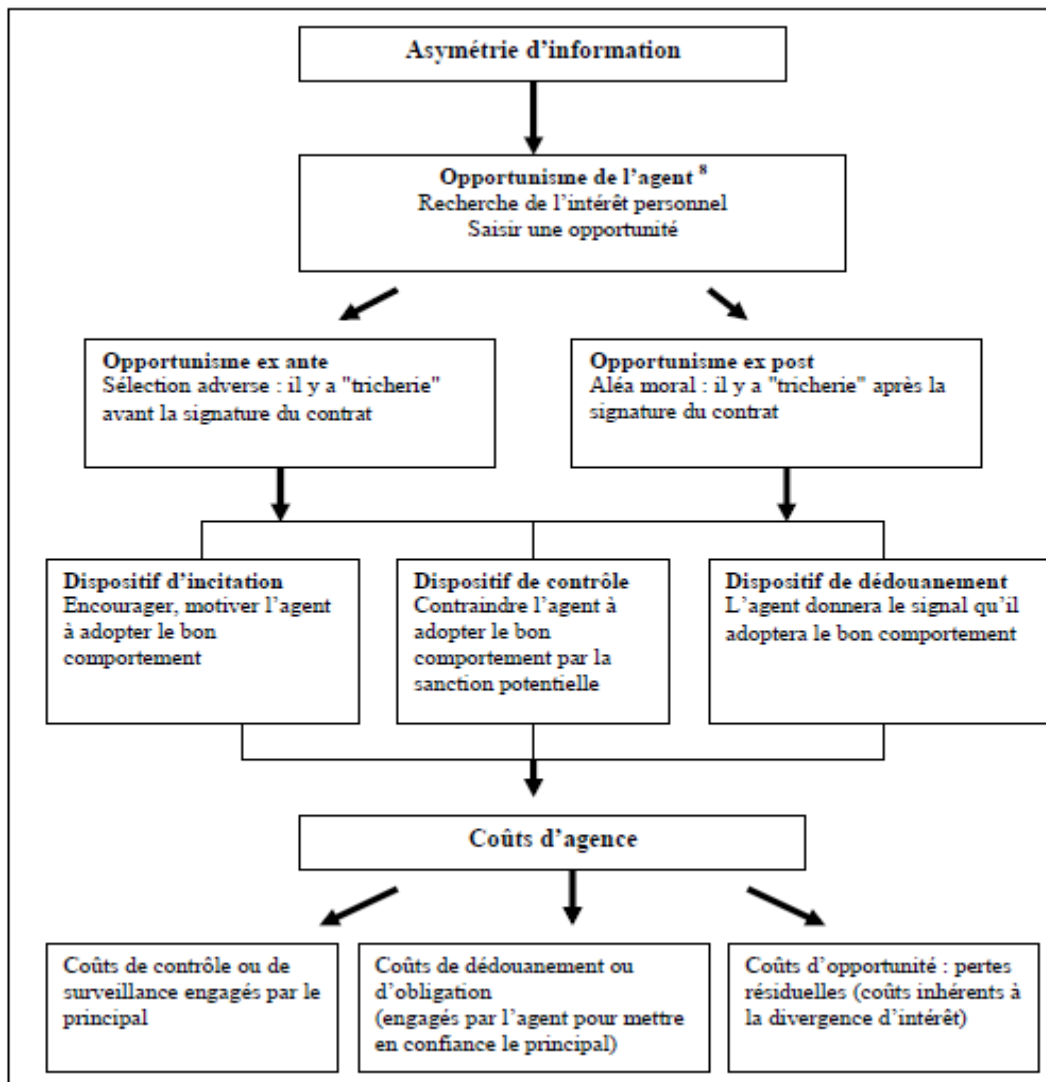 Asymétrie d’information
Opportunisme de l’agent ⁸
Recherche de l’intérêt personnel
Saisir une opportunité
Opportunisme ex ante
Sélection adverse : il y a "tricherie"
avant la signature du contrat
Opportunisme ex post
Aléa moral : il y a "tricherie" après la
signature du contrat
Dispositif d’incitation
Encourager, motiver l’agent
à adopter le bon
comportement
Dispositif de contrôle
Contraindre l’agent à
adopter le bon
comportement par la
sanction potentielle
Dispositif de dédouanement
L’agent donnera le signal qu’il
adoptera le bon comportement
Coûts d’agence
Coûts de contrôle ou de
surveillance engagés par le
principal
Coûts de dédouanement ou
d’obligation
(engagés par l’agent pour mettre
en confiance le principal)
Coûts d’opportunité : pertes
résiduelles (coûts inhérents à
la divergence d’intérêt)